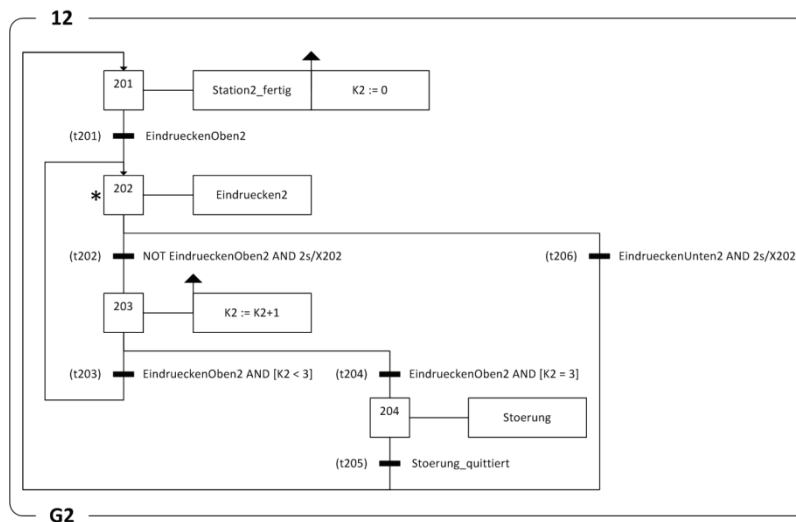 12
201
Station2_fertig
K2 := 0
(t201)
EindrueckenOben2
*
202
Eindruecken2
(t202)
NOT EindrueckenOben2 AND 2s/X202
(t206)
EindrueckenUnten2 AND 2s/X202
203
K2 := K2+1
(t203)
EindrueckenOben2 AND [K2 < 3]
(t204)
EindrueckenOben2 AND [K2 = 3]
204
Stoerung
(t205)
Stoerung_quittiert
G2